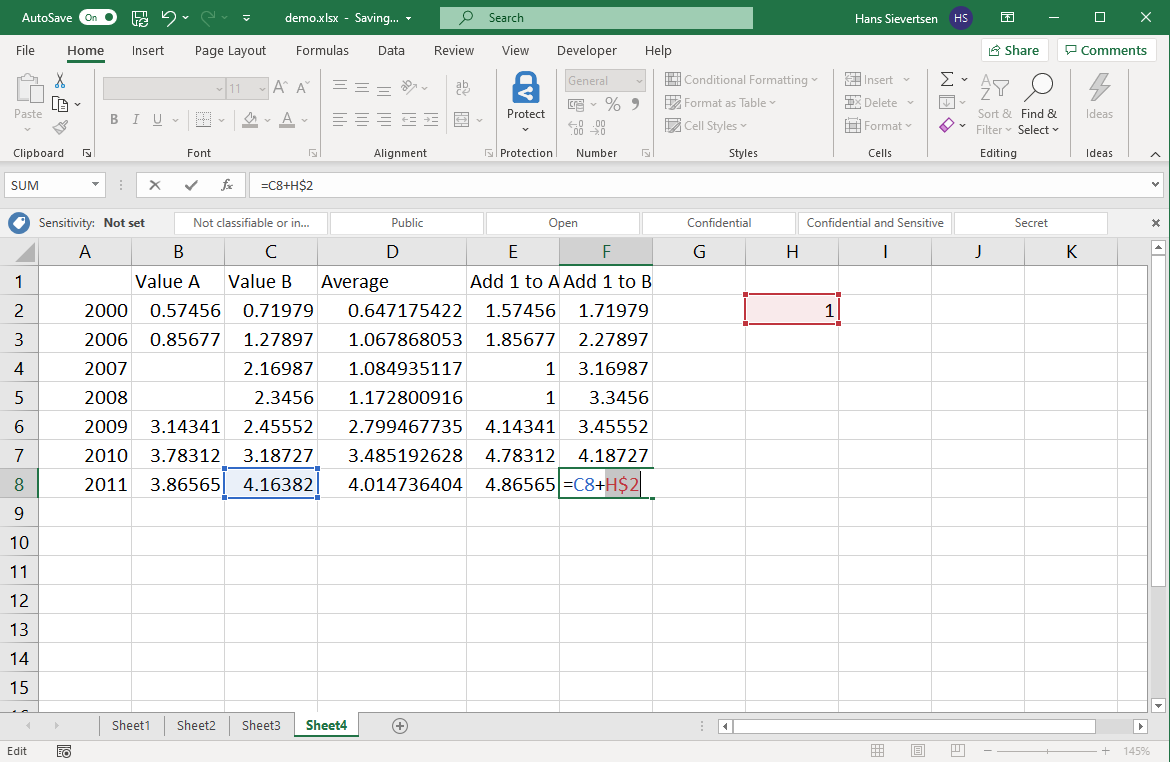 AutoSave On demo.xlsx - Saving... Search Hans Sievertsen HS
File Home Insert Page Layout Formulas Data Review View Developer Help Share Comments
Paste
11
B I U A
A A
ab
Protect
General
%
Conditional Formatting
Format as Table
Cell Styles
Insert
Delete
Format
Sort & Filter
Find & Select
Ideas
Clipboard Font Alignment Protection Number Styles Cells Editing Ideas
SUM fx =C8+H$2
Sensitivity: Not set Not classifiable or in... Public Open Confidential Confidential and Sensitive Secret
A B C D E F G H I J K
1 Value A Value B Average Add 1 to A Add 1 to B
2 2000 0.57456 0.71979 0.647175422 1.57456 1.71979 1
3 2006 0.85677 1.27897 1.067868053 1.85677 2.27897
4 2007 2.16987 1.084935117 1 3.16987
5 2008 2.3456 1.172800916 1 3.3456
6 2009 3.14341 2.45552 2.799467735 4.14341 3.45552
7 2010 3.78312 3.18727 3.485192628 4.78312 4.18727
8 2011 3.86565 4.16382 4.014736404 4.86565 =C8+H$2
9
10
11
12
13
14
15
Sheet1 Sheet2 Sheet3 Sheet4
Edit 145%